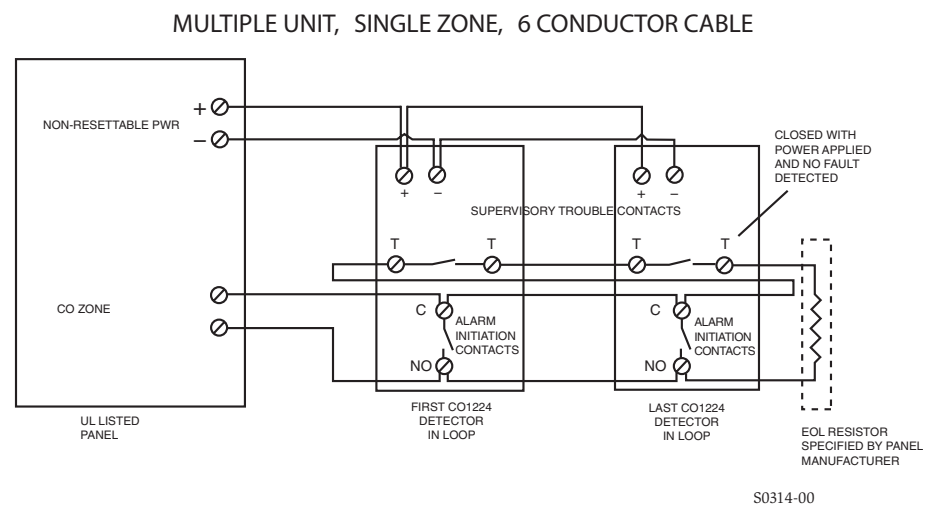 MULTIPLE UNIT, SINGLE ZONE, 6 CONDUCTOR CABLE
NON-RESETTABLE PWR
+
–
+
–
+
–
CLOSED WITH
POWER APPLIED
AND NO FAULT
DETECTED
SUPERVISORY TROUBLE CONTACTS
T
T
T
T
CO ZONE
C
ALARM
INITIATION
CONTACTS
NO
C
ALARM
INITIATION
CONTACTS
NO
UL LISTED
PANEL
FIRST CO1224
DETECTOR
IN LOOP
LAST CO1224
DETECTOR
IN LOOP
EOL RESISTOR
SPECIFIED BY PANEL
MANUFACTURER
S0314-00